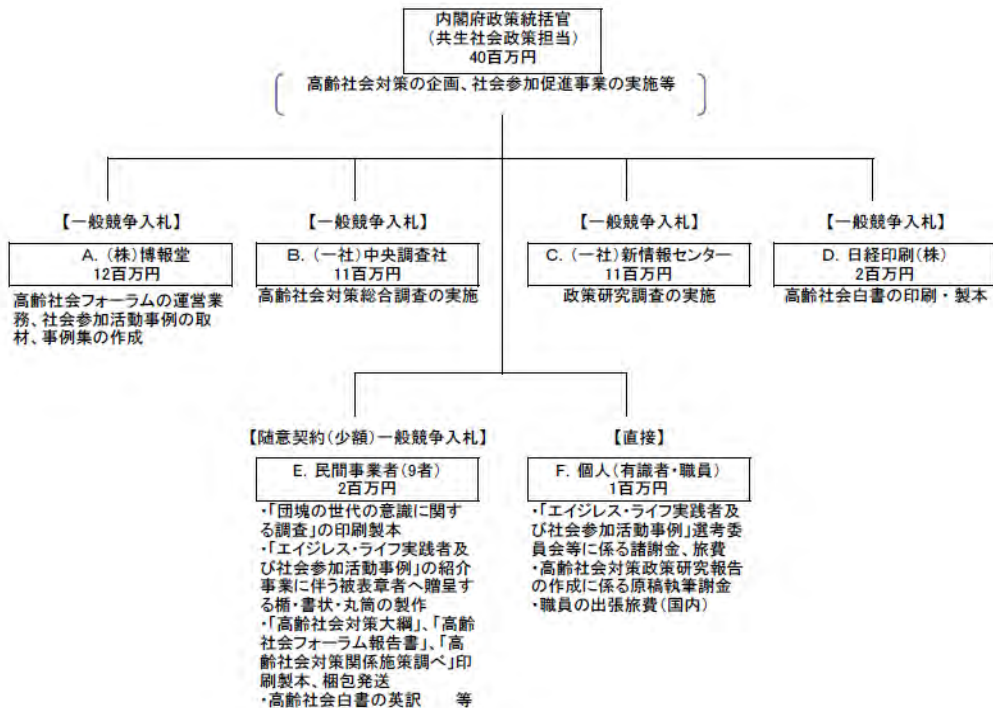 内閣府政策統括官
(共生社会政策担当)
40百万円
高齢社会対策の企画、社会参加促進事業の実施等
【一般競争入札】
A. (株)博報堂
12百万円
高齢社会フォーラムの運営業
務、社会参加活動事例の取
材、事例集の作成
【一般競争入札】
B. (一社)中央調査社
11百万円
高齢社会対策総合調査の実施
【一般競争入札】
C. (一社)新情報センター
11百万円
政策研究調査の実施
【一般競争入札】
D. 日経印刷(株)
2百万円
高齢社会白書の印刷・製本
【随意契約(少額)一般競争入札】
E. 民間事業者(9者)
2百万円
・「団塊の世代の意識に関す
る調査」の印刷製本
・「エイジレス・ライフ実践者及
び社会参加活動事例」の紹介
事業に伴う被表章者へ贈呈す
る楯・書状・丸筒の製作
・「高齢社会対策大綱」、「高齢
社会フォーラム報告書」、「高
齢社会対策関係施策調べ」印
刷製本、梱包発送
・高齢社会白書の英訳　等
【直接】
F. 個人(有識者・職員)
1百万円
・「エイジレス・ライフ実践者及
び社会参加活動事例」選考委
員会等に係る諸謝金、旅費
・高齢社会対策政策研究報告
の作成に係る原稿執筆謝金
・職員の出張旅費(国内)